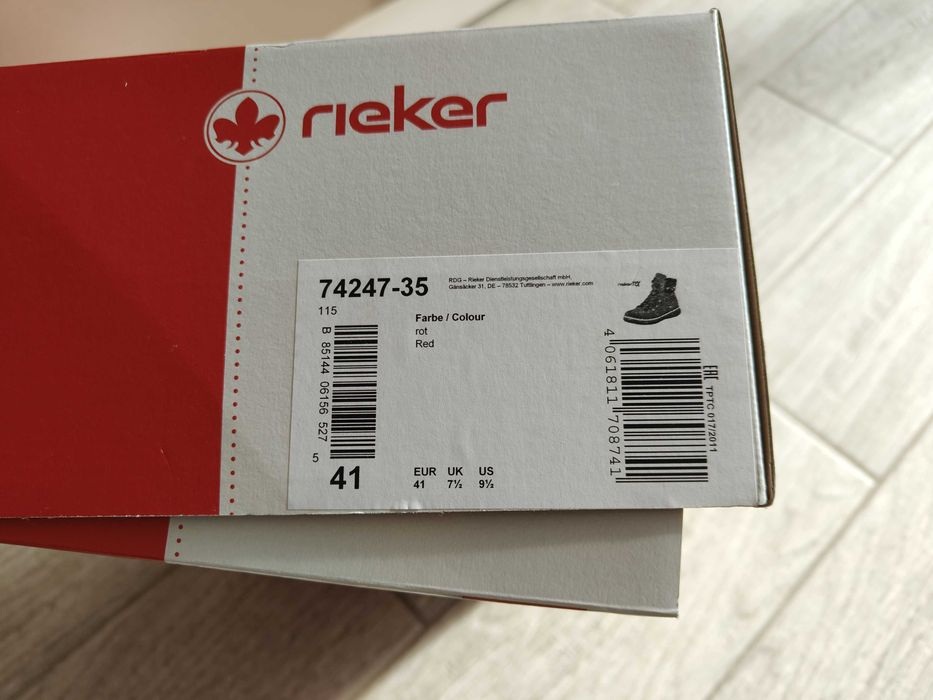 rieker
74247-35
RDG – Rieker Dienstleistungsgesellschaft mbH,
Gänsäcker 31, DE – 78532 Tuttlingen – www.rieker.com
115
Farbe / Colour
rot
Red
B 85144 06156 527
5
41
EUR UK US
41 7½ 9½
riekerTEX
4 061811 708741
EAC TPTC 017/2011